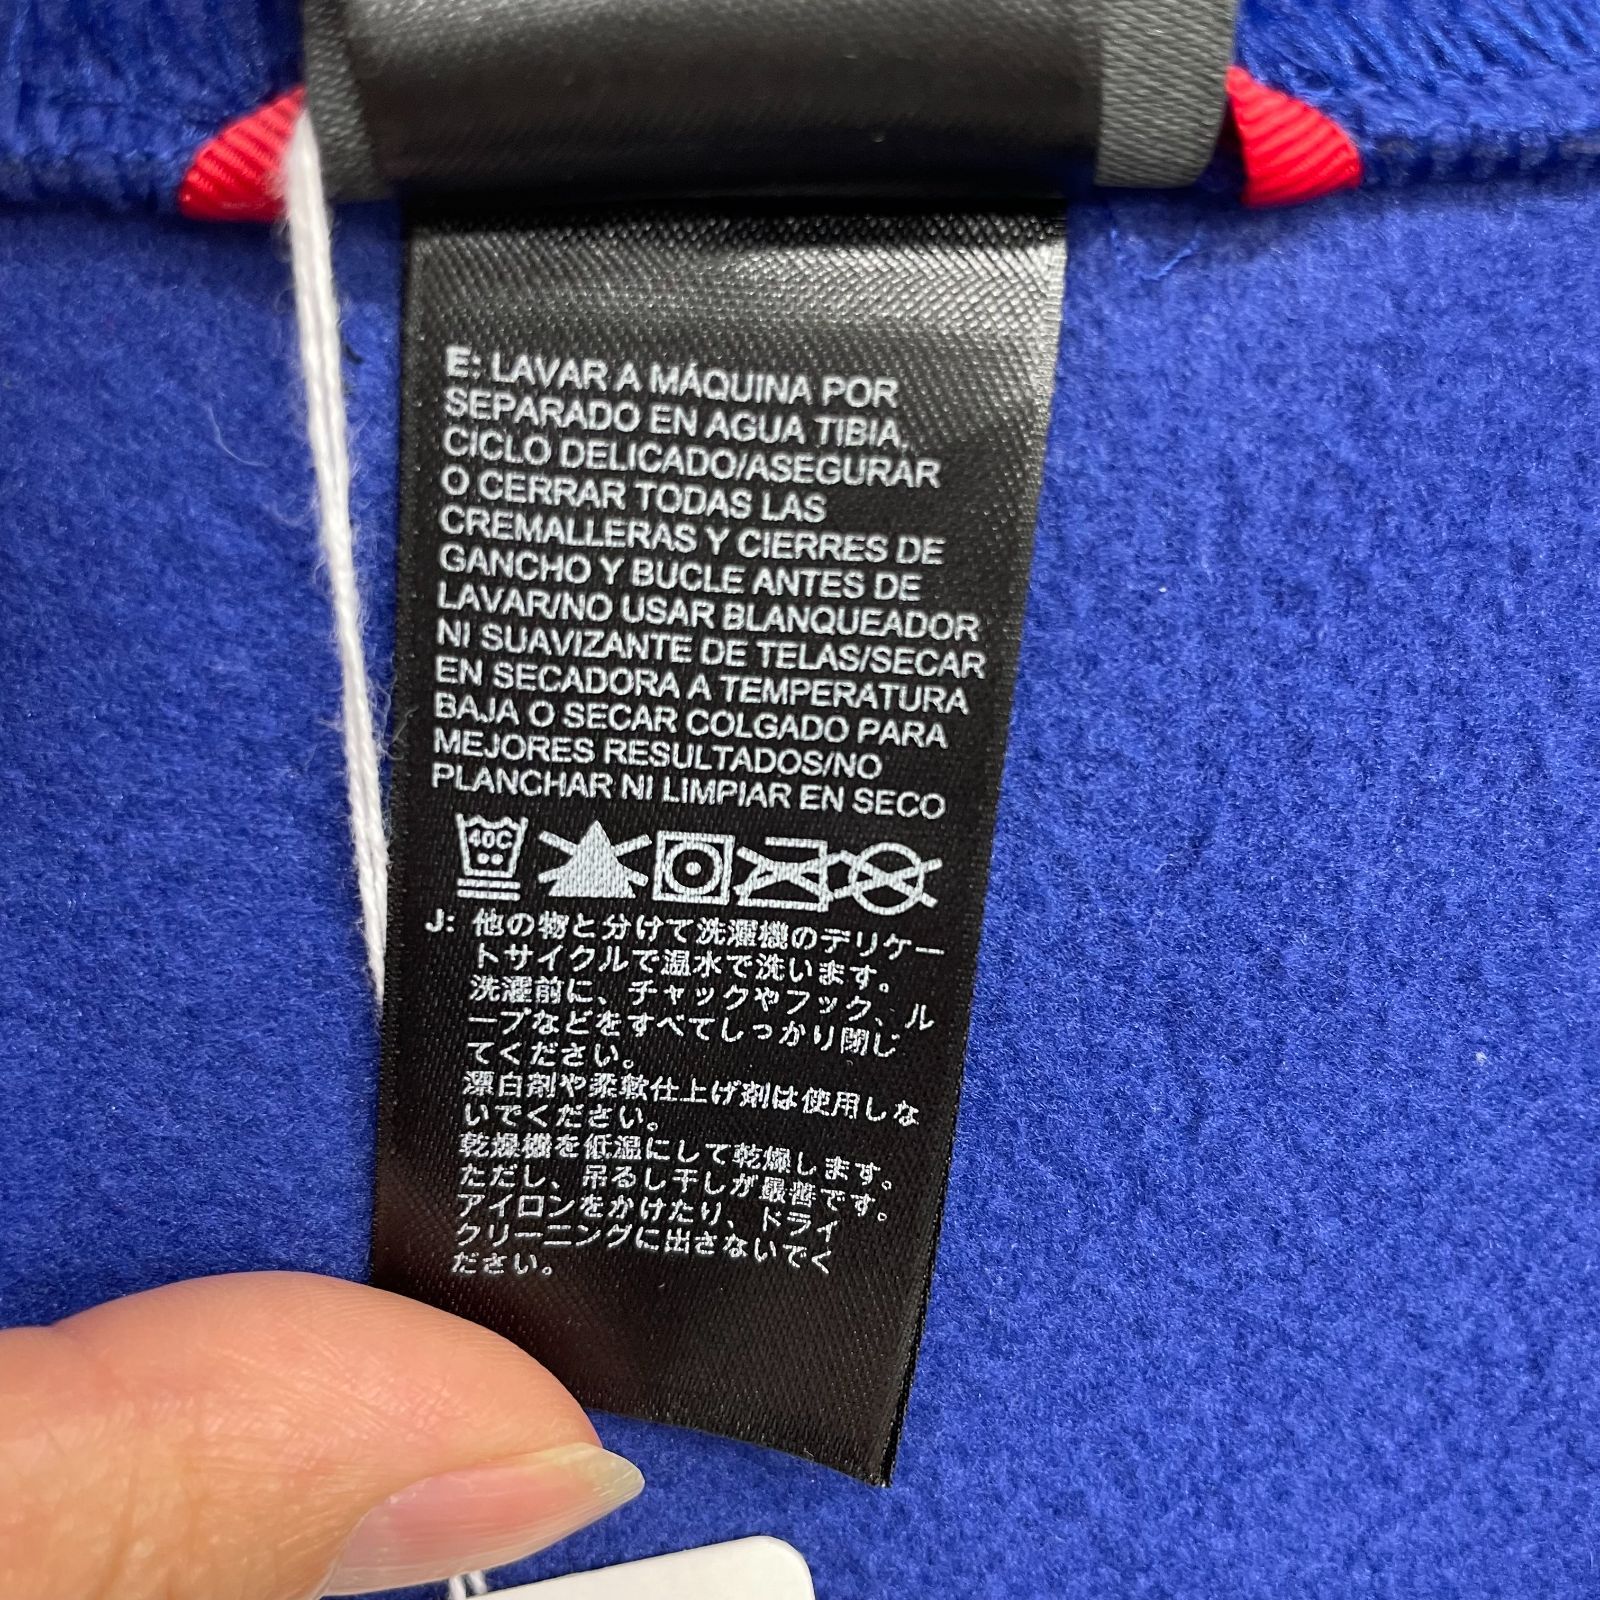 E: LAVAR A MÁQUINA POR
SEPARADO EN AGUA TIBIA,
CICLO DELICADO/ASEGURAR
O CERRAR TODAS LAS
CREMALLERAS Y CIERRES DE
GANCHO Y BUCLE ANTES DE
LAVAR/NO USAR BLANQUEADOR
NI SUAVIZANTE DE TELAS/SECAR
EN SECADORA A TEMPERATURA
BAJA O SECAR COLGADO PARA
MEJORES RESULTADOS/NO
PLANCHAR NI LIMPIAR EN SECO
40C
J: 他の物と分けて洗濯機のデリケー
トサイクルで温水で洗います。
洗濯前に、チャックやフック、ル
ープなどをすべてしっかり閉じ
てください。
漂白剤や柔軟仕上げ剤は使用しな
いでください。
乾燥機を低温にして乾燥します。
ただし、吊るし干しが最善です。
アイロンをかけたり、ドライ
クリーニングに出さないでく
ださい。